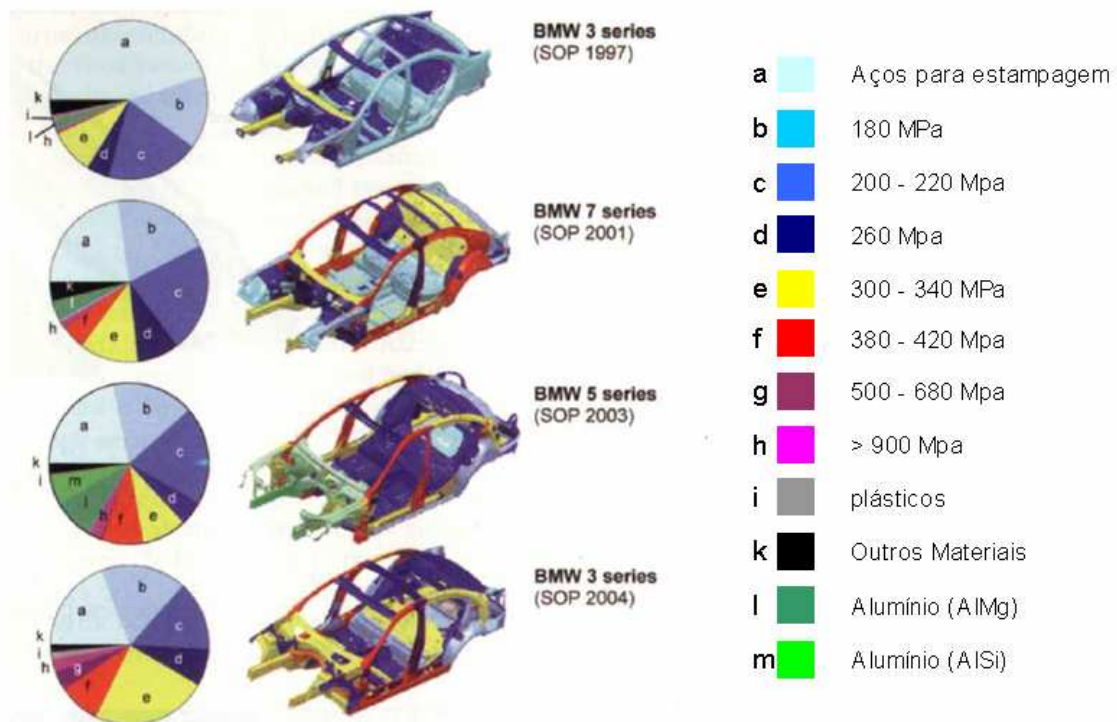 BMW 3 series
(SOP 1997)
a
b
c
d
e
h
l
i
k
BMW 7 series
(SOP 2001)
a
b
c
d
e
f
h
l
k
BMW 5 series
(SOP 2003)
a
b
c
d
e
f
h
l
m
i
k
BMW 3 series
(SOP 2004)
a
b
c
d
e
f
g
h
i
k
a Aços para estampagem
b 180 MPa
c 200 - 220 Mpa
d 260 Mpa
e 300 - 340 MPa
f 380 - 420 Mpa
g 500 - 680 Mpa
h > 900 Mpa
i plásticos
k Outros Materiais
l Alumínio (AlMg)
m Alumínio (AlSi)